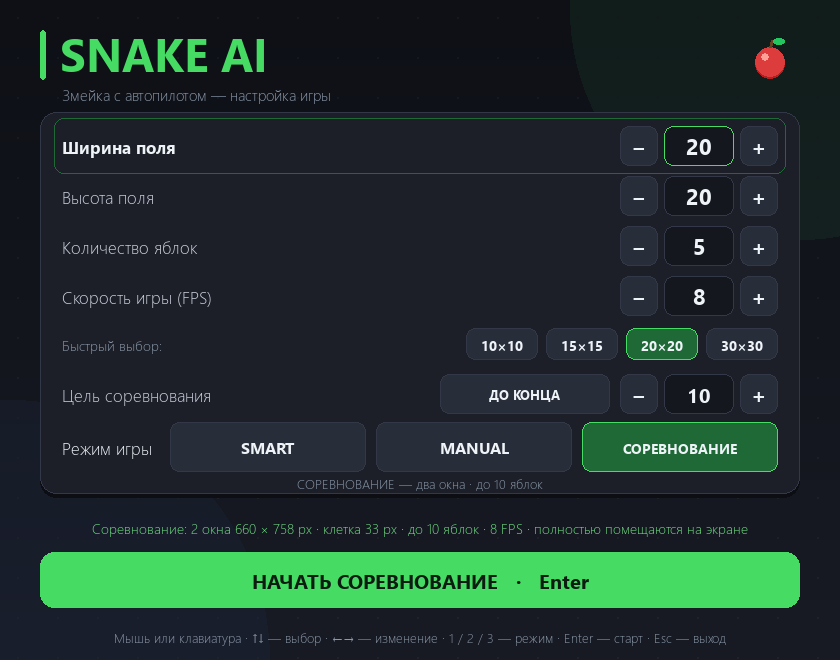 SNAKE AI
Змейка с автопилотом — настройка игры
Ширина поля − 20 +
Высота поля − 20 +
Количество яблок − 5 +
Скорость игры (FPS) − 8 +
Быстрый выбор: 10×10 15×15 20×20 30×30
Цель соревнования ДО КОНЦА − 10 +
Режим игры SMART MANUAL СОРЕВНОВАНИЕ
СОРЕВНОВАНИЕ — два окна · до 10 яблок
Соревнование: 2 окна 660 × 758 px · клетка 33 px · до 10 яблок · 8 FPS · полностью помещаются на экране
НАЧАТЬ СОРЕВНОВАНИЕ · Enter
Мышь или клавиатура · ↑↓ — выбор · ←→ — изменение · 1 / 2 / 3 — режим · Enter — старт · Esc — выход